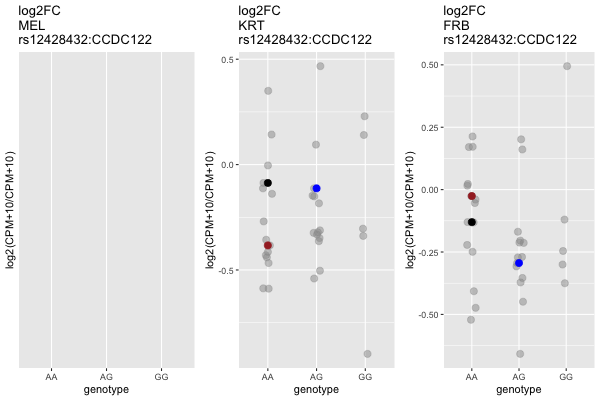 log2FC
MEL
rs12428432:CCDC122
log2(CPM+10/CPM+10)
AA
AG
GG
genotype
log2FC
KRT
rs12428432:CCDC122
log2(CPM+10/CPM+10)
0.5
0.0
-0.5
AA
AG
GG
genotype
log2FC
FRB
rs12428432:CCDC122
log2(CPM+10/CPM+10)
0.50
0.25
0.00
-0.25
-0.50
AA
AG
GG
genotype